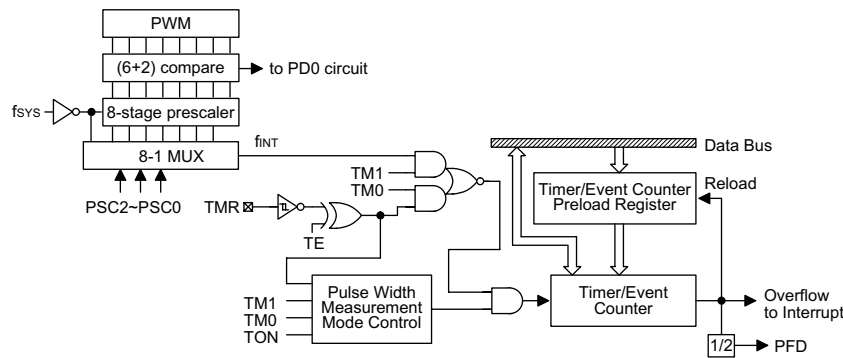 PWM
(6+2) compare
to PD0 circuit
fSYS
8-stage prescaler
8-1 MUX
fINT
PSC2~PSC0
TM1
TM0
TMR
TE
Data Bus
Timer/Event Counter
Preload Register
Reload
TM1
TM0
TON
Pulse Width
Measurement
Mode Control
Timer/Event
Counter
Overflow
to Interrupt
1/2
PFD